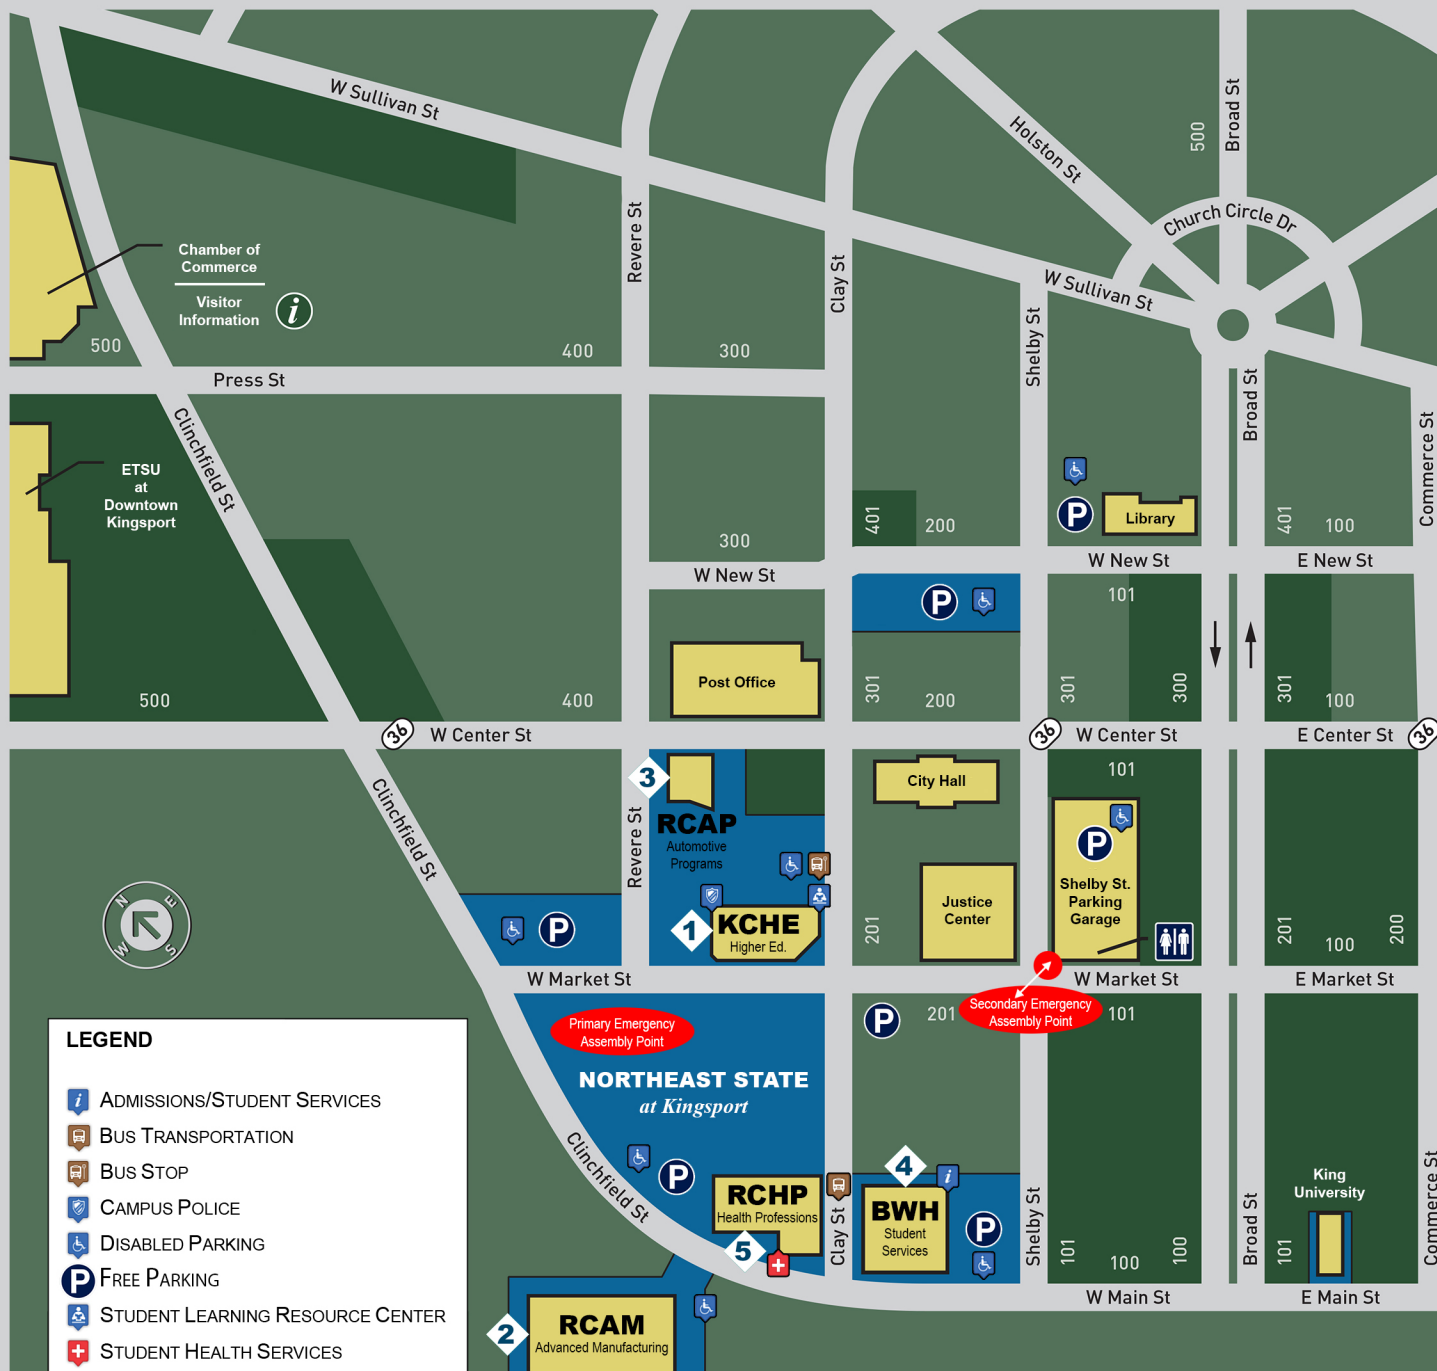 W Sullivan St
Revere St
Clay St
Holston St
500
Broad St
Church Circle Dr
W Sullivan St
Shelby St
Broad St
Commerce St
Chamber of
Commerce
Visitor
Information
i
500
400
300
Press St
Clinchfield St
ETSU
at
Downtown
Kingsport
P
Library
401
200
401
100
300
W New St
W New St
E New St
P
101
Post Office
500
400
301
200
301
300
301
100
36
W Center St
36
W Center St
E Center St
36
3
RCAP
Automotive
Programs
Revere St
Clinchfield St
City Hall
101
P
Shelby St.
Parking
Garage
Justice
Center
201
201
100
200
P
1
KCHE
Higher Ed.
N
E
W
S
W Market St
W Market St
E Market St
Primary Emergency
Assembly Point
P
201
Secondary Emergency
Assembly Point
101
NORTHEAST STATE
at Kingsport
Clinchfield St
P
RCHP
Health Professions
5
Clay St
4
i
BWH
Student
Services
P
Shelby St
101
100
100
Broad St
101
King
University
Commerce St
W Main St
E Main St
2
RCAM
Advanced Manufacturing
LEGEND
i ADMISSIONS/STUDENT SERVICES
BUS TRANSPORTATION
BUS STOP
CAMPUS POLICE
DISABLED PARKING
P FREE PARKING
STUDENT LEARNING RESOURCE CENTER
STUDENT HEALTH SERVICES